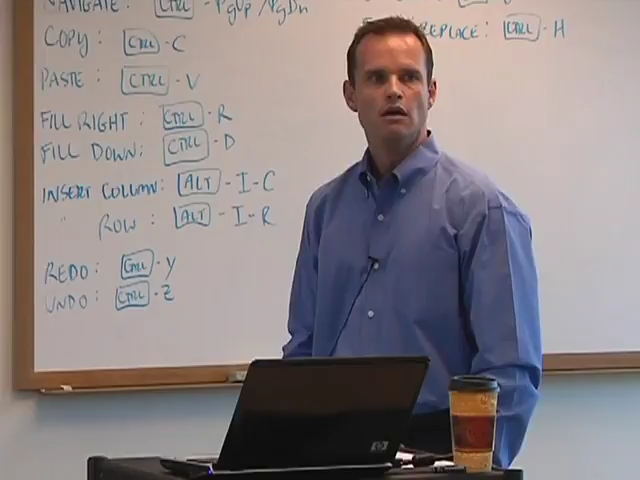 NAVIGATE: CTRL - PgUp/PgDn
COPY: CTRL - C
PASTE: CTRL - V
FILL RIGHT: CTRL - R
FILL DOWN: CTRL - D
INSERT COLUMN: ALT - I - C
" ROW: ALT - I - R
REDO: CTRL - Y
UNDO: CTRL - Z
REPLACE: CTRL - H
hp